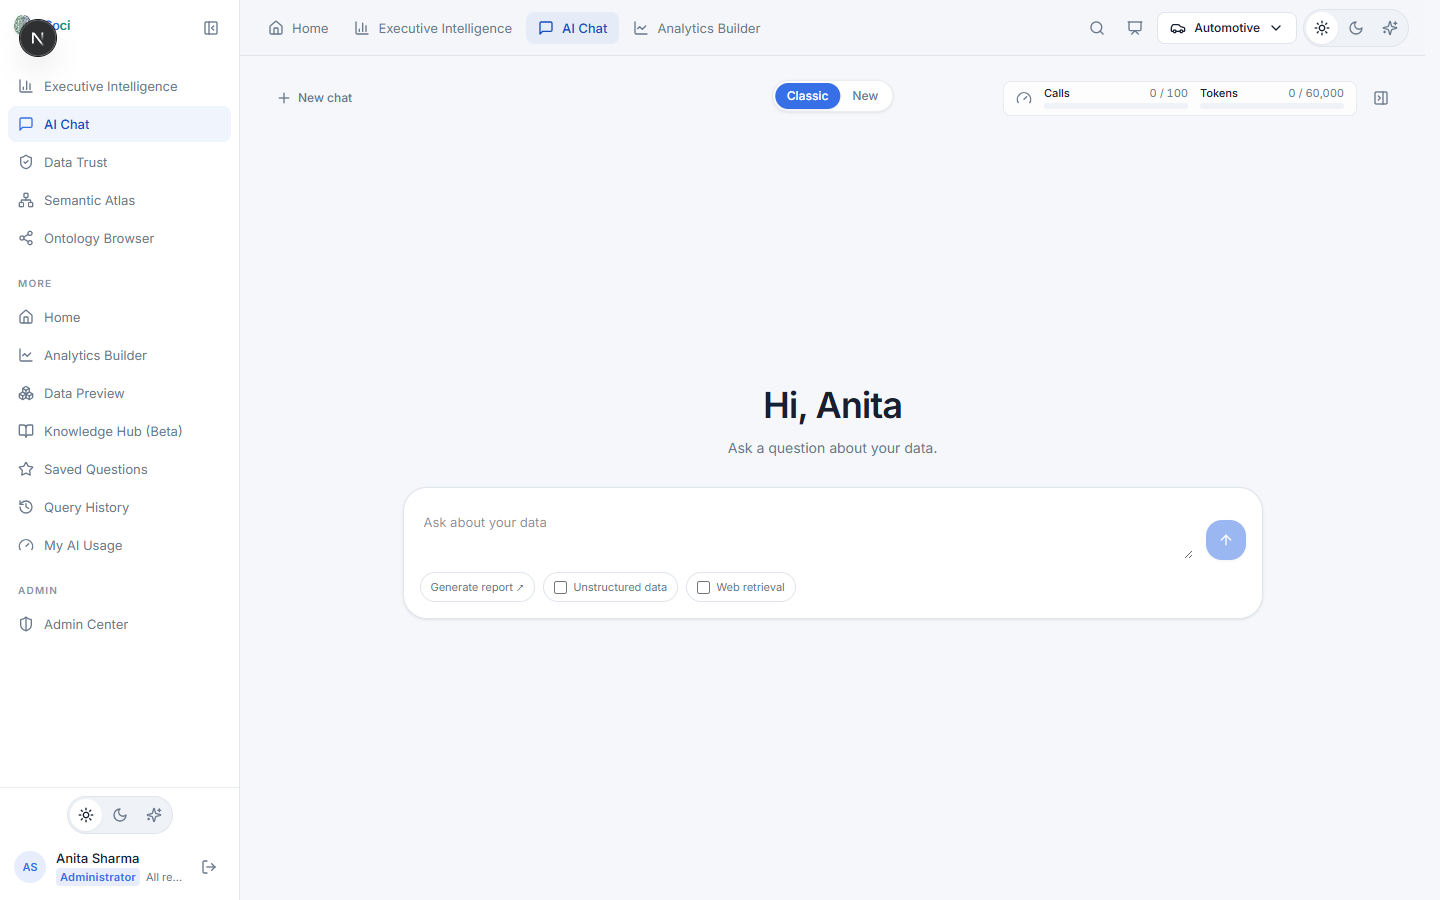 oci
N
Executive Intelligence
AI Chat
Data Trust
Semantic Atlas
Ontology Browser
MORE
Home
Analytics Builder
Data Preview
Knowledge Hub (Beta)
Saved Questions
Query History
My AI Usage
ADMIN
Admin Center
AS
Anita Sharma
Administrator All re...
Home Executive Intelligence AI Chat Analytics Builder Automotive
New chat
Classic New
Calls 0 / 100 Tokens 0 / 60,000
Hi, Anita
Ask a question about your data.
Ask about your data
Generate report ↗ Unstructured data Web retrieval